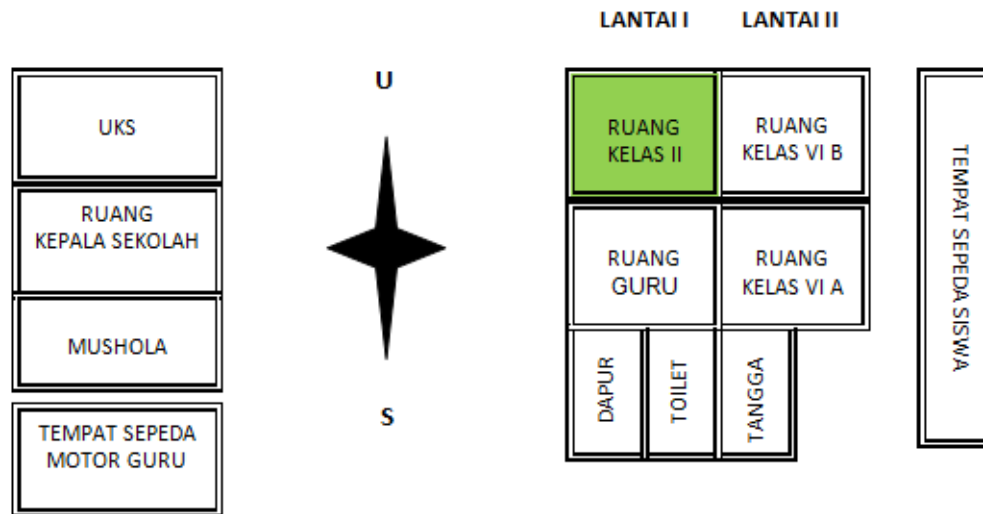 LANTAI I
LANTAI II
UKS
RUANG
KEPALA SEKOLAH
MUSHOLA
TEMPAT SEPEDA
MOTOR GURU
U
S
RUANG
KELAS II
RUANG
KELAS VI B
RUANG
GURU
RUANG
KELAS VI A
DAPUR
TOILET
TANGGA
TEMPAT SEPEDA SISWA